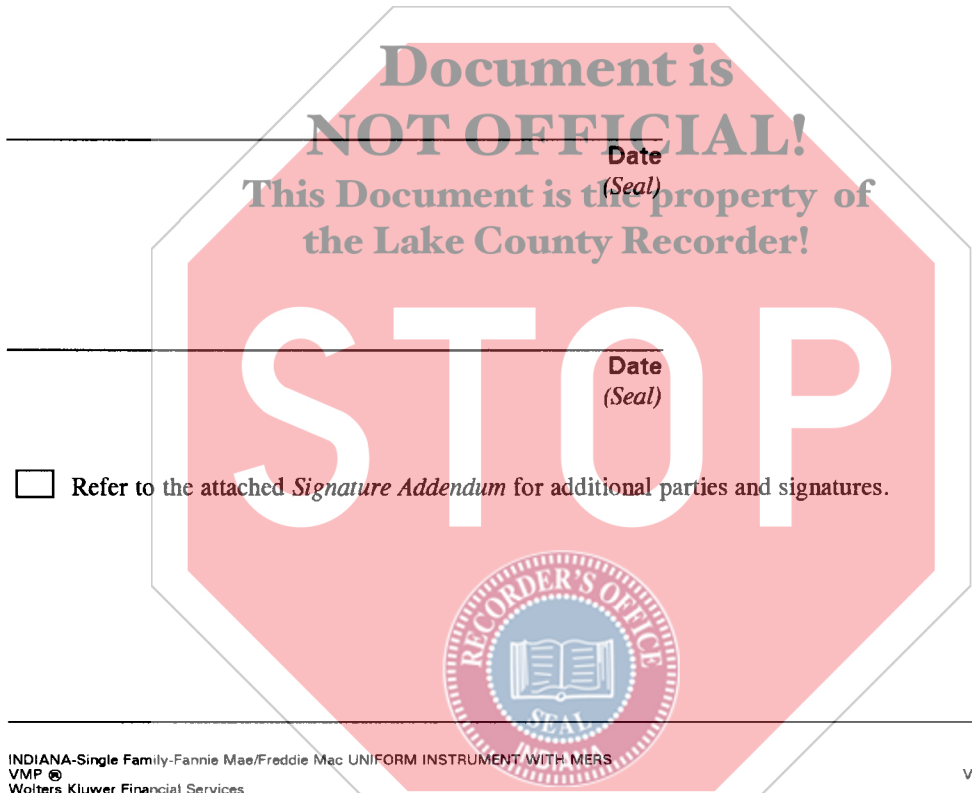 Document is
NOT OFFICIAL!
Date
(Seal)
This Document is the property of
the Lake County Recorder!
STOP
Date
(Seal)
Refer to the attached Signature Addendum for additional parties and signatures.
RECORDER'S OFFICE
SEAL
INDIANA
INDIANA-Single Family-Fannie Mae/Freddie Mac UNIFORM INSTRUMENT WITH MERS
VMP ®
Wolters Kluwer Financial Services
V